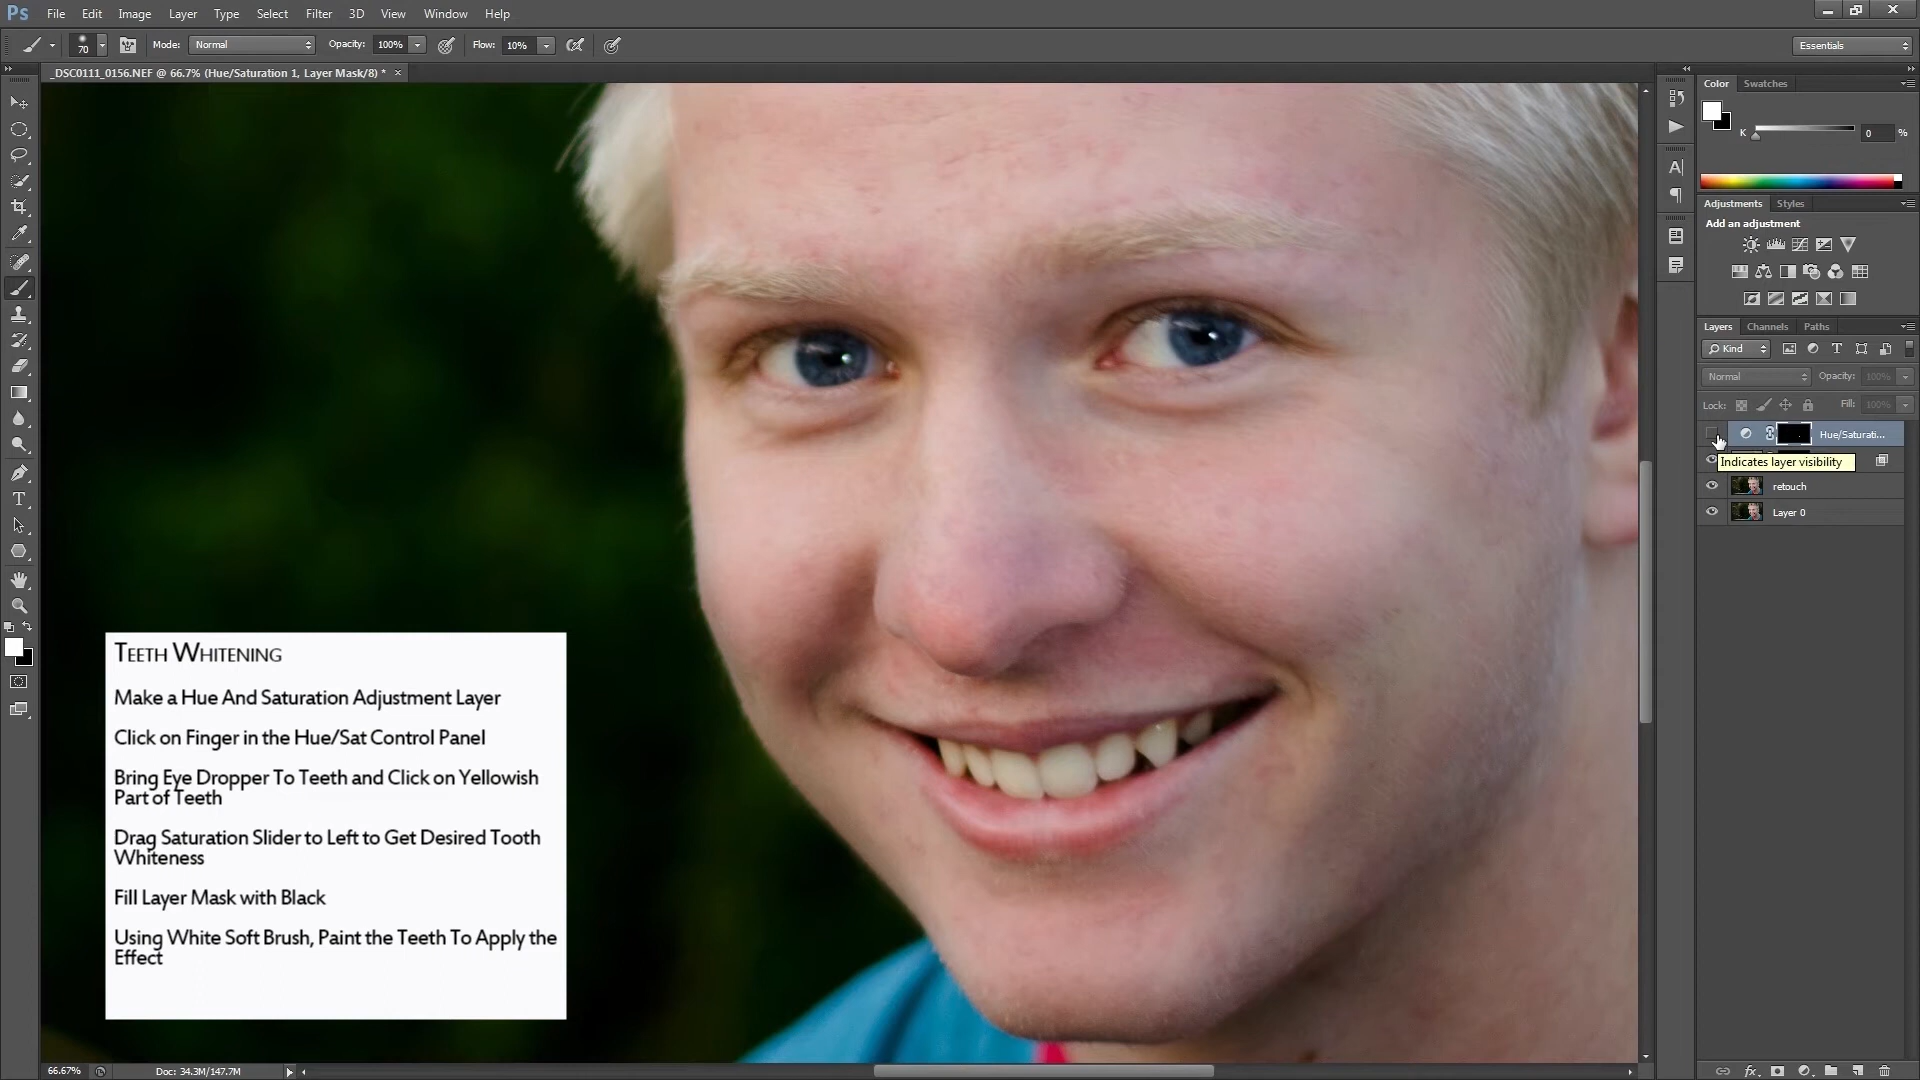 Ps File Edit Image Layer Type Select Filter 3D View Window Help
70 Mode: Normal Opacity: 100% Flow: 10% Essentials
_DSC0111_0156.NEF @ 66.7% (Hue/Saturation 1, Layer Mask/8) * ×
Color Swatches
K 0 %
Adjustments Styles
Add an adjustment
Layers Channels Paths
Kind
Normal Opacity: 100%
Lock: Fill: 100%
Hue/Saturati...
Indicates layer visibility
retouch
Layer 0
TEETH WHITENING
Make a Hue And Saturation Adjustment Layer
Click on Finger in the Hue/Sat Control Panel
Bring Eye Dropper To Teeth and Click on Yellowish
Part of Teeth
Drag Saturation Slider to Left to Get Desired Tooth
Whiteness
Fill Layer Mask with Black
Using White Soft Brush, Paint the Teeth To Apply the
Effect
66.67% Doc: 34.3M/147.7M